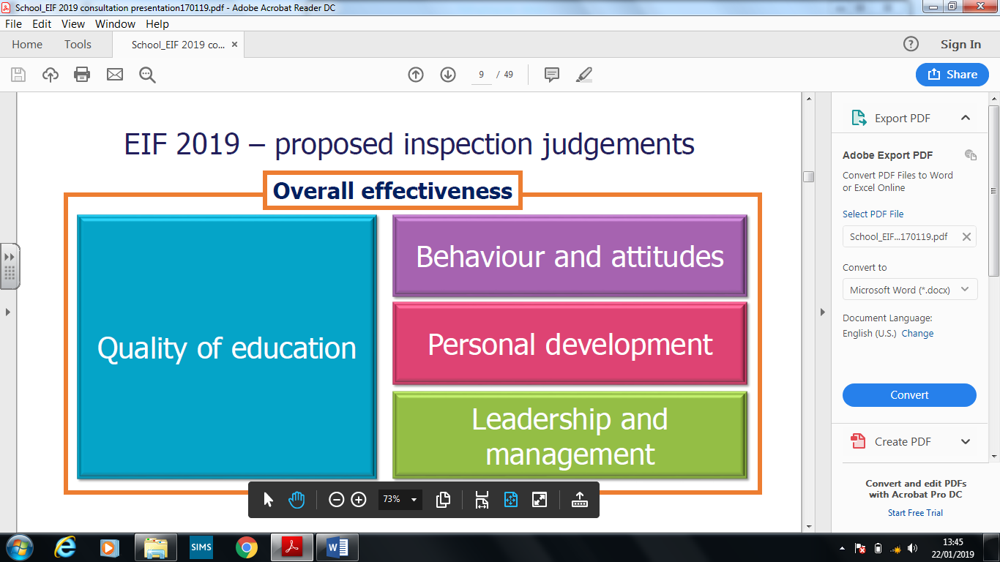 School_EIF 2019 consultation presentation170119.pdf - Adobe Acrobat Reader DC
File Edit View Window Help
Home Tools School_EIF 2019 co... × Sign In
9 / 49
Share
EIF 2019 – proposed inspection judgements
Overall effectiveness
Quality of education
Behaviour and attitudes
Personal development
Leadership and
management
73%
Export PDF
Adobe Export PDF
Convert PDF Files to Word
or Excel Online
Select PDF File
School_EIF...170119.pdf
Convert to
Microsoft Word (*.docx)
Document Language:
English (U.S.) Change
Convert
Create PDF
Convert and edit PDFs
with Acrobat Pro DC
Start Free Trial
SIMS
13:45
22/01/2019